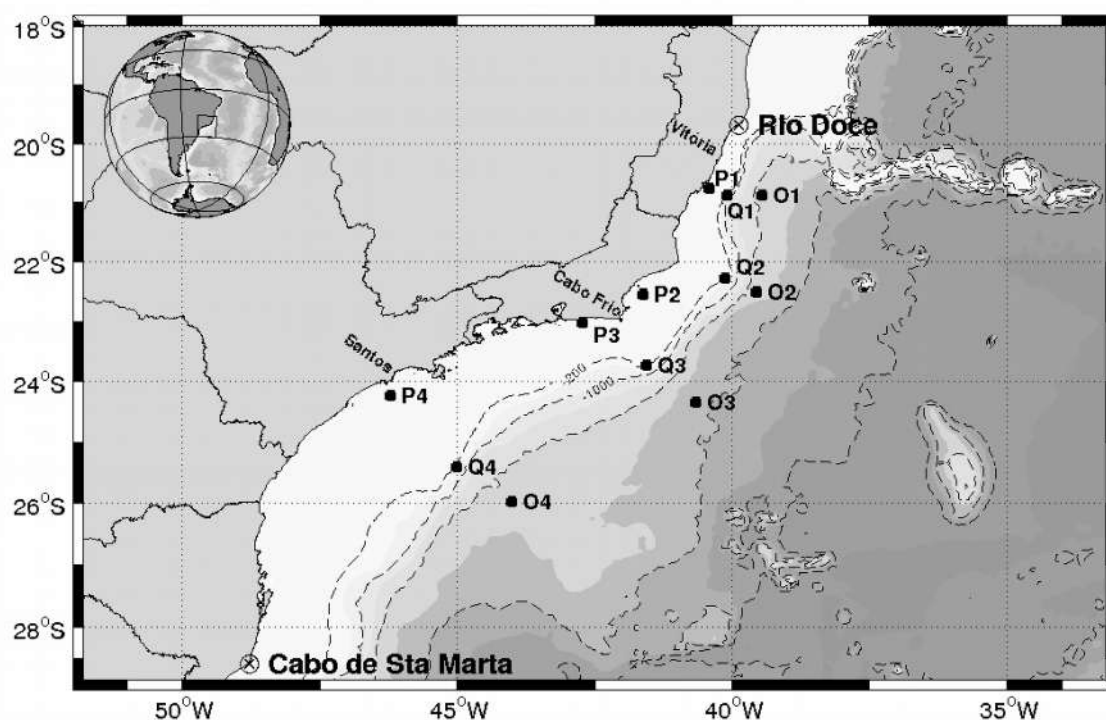 18°S
20°S
22°S
24°S
26°S
28°S
50°W
45°W
40°W
35°W
RIo Doce
Vitória
P1
Q1
O1
Q2
O2
P2
Cabo Frio
P3
Santos
P4
Q3
-200
-1000
O3
Q4
O4
Cabo de Sta Marta